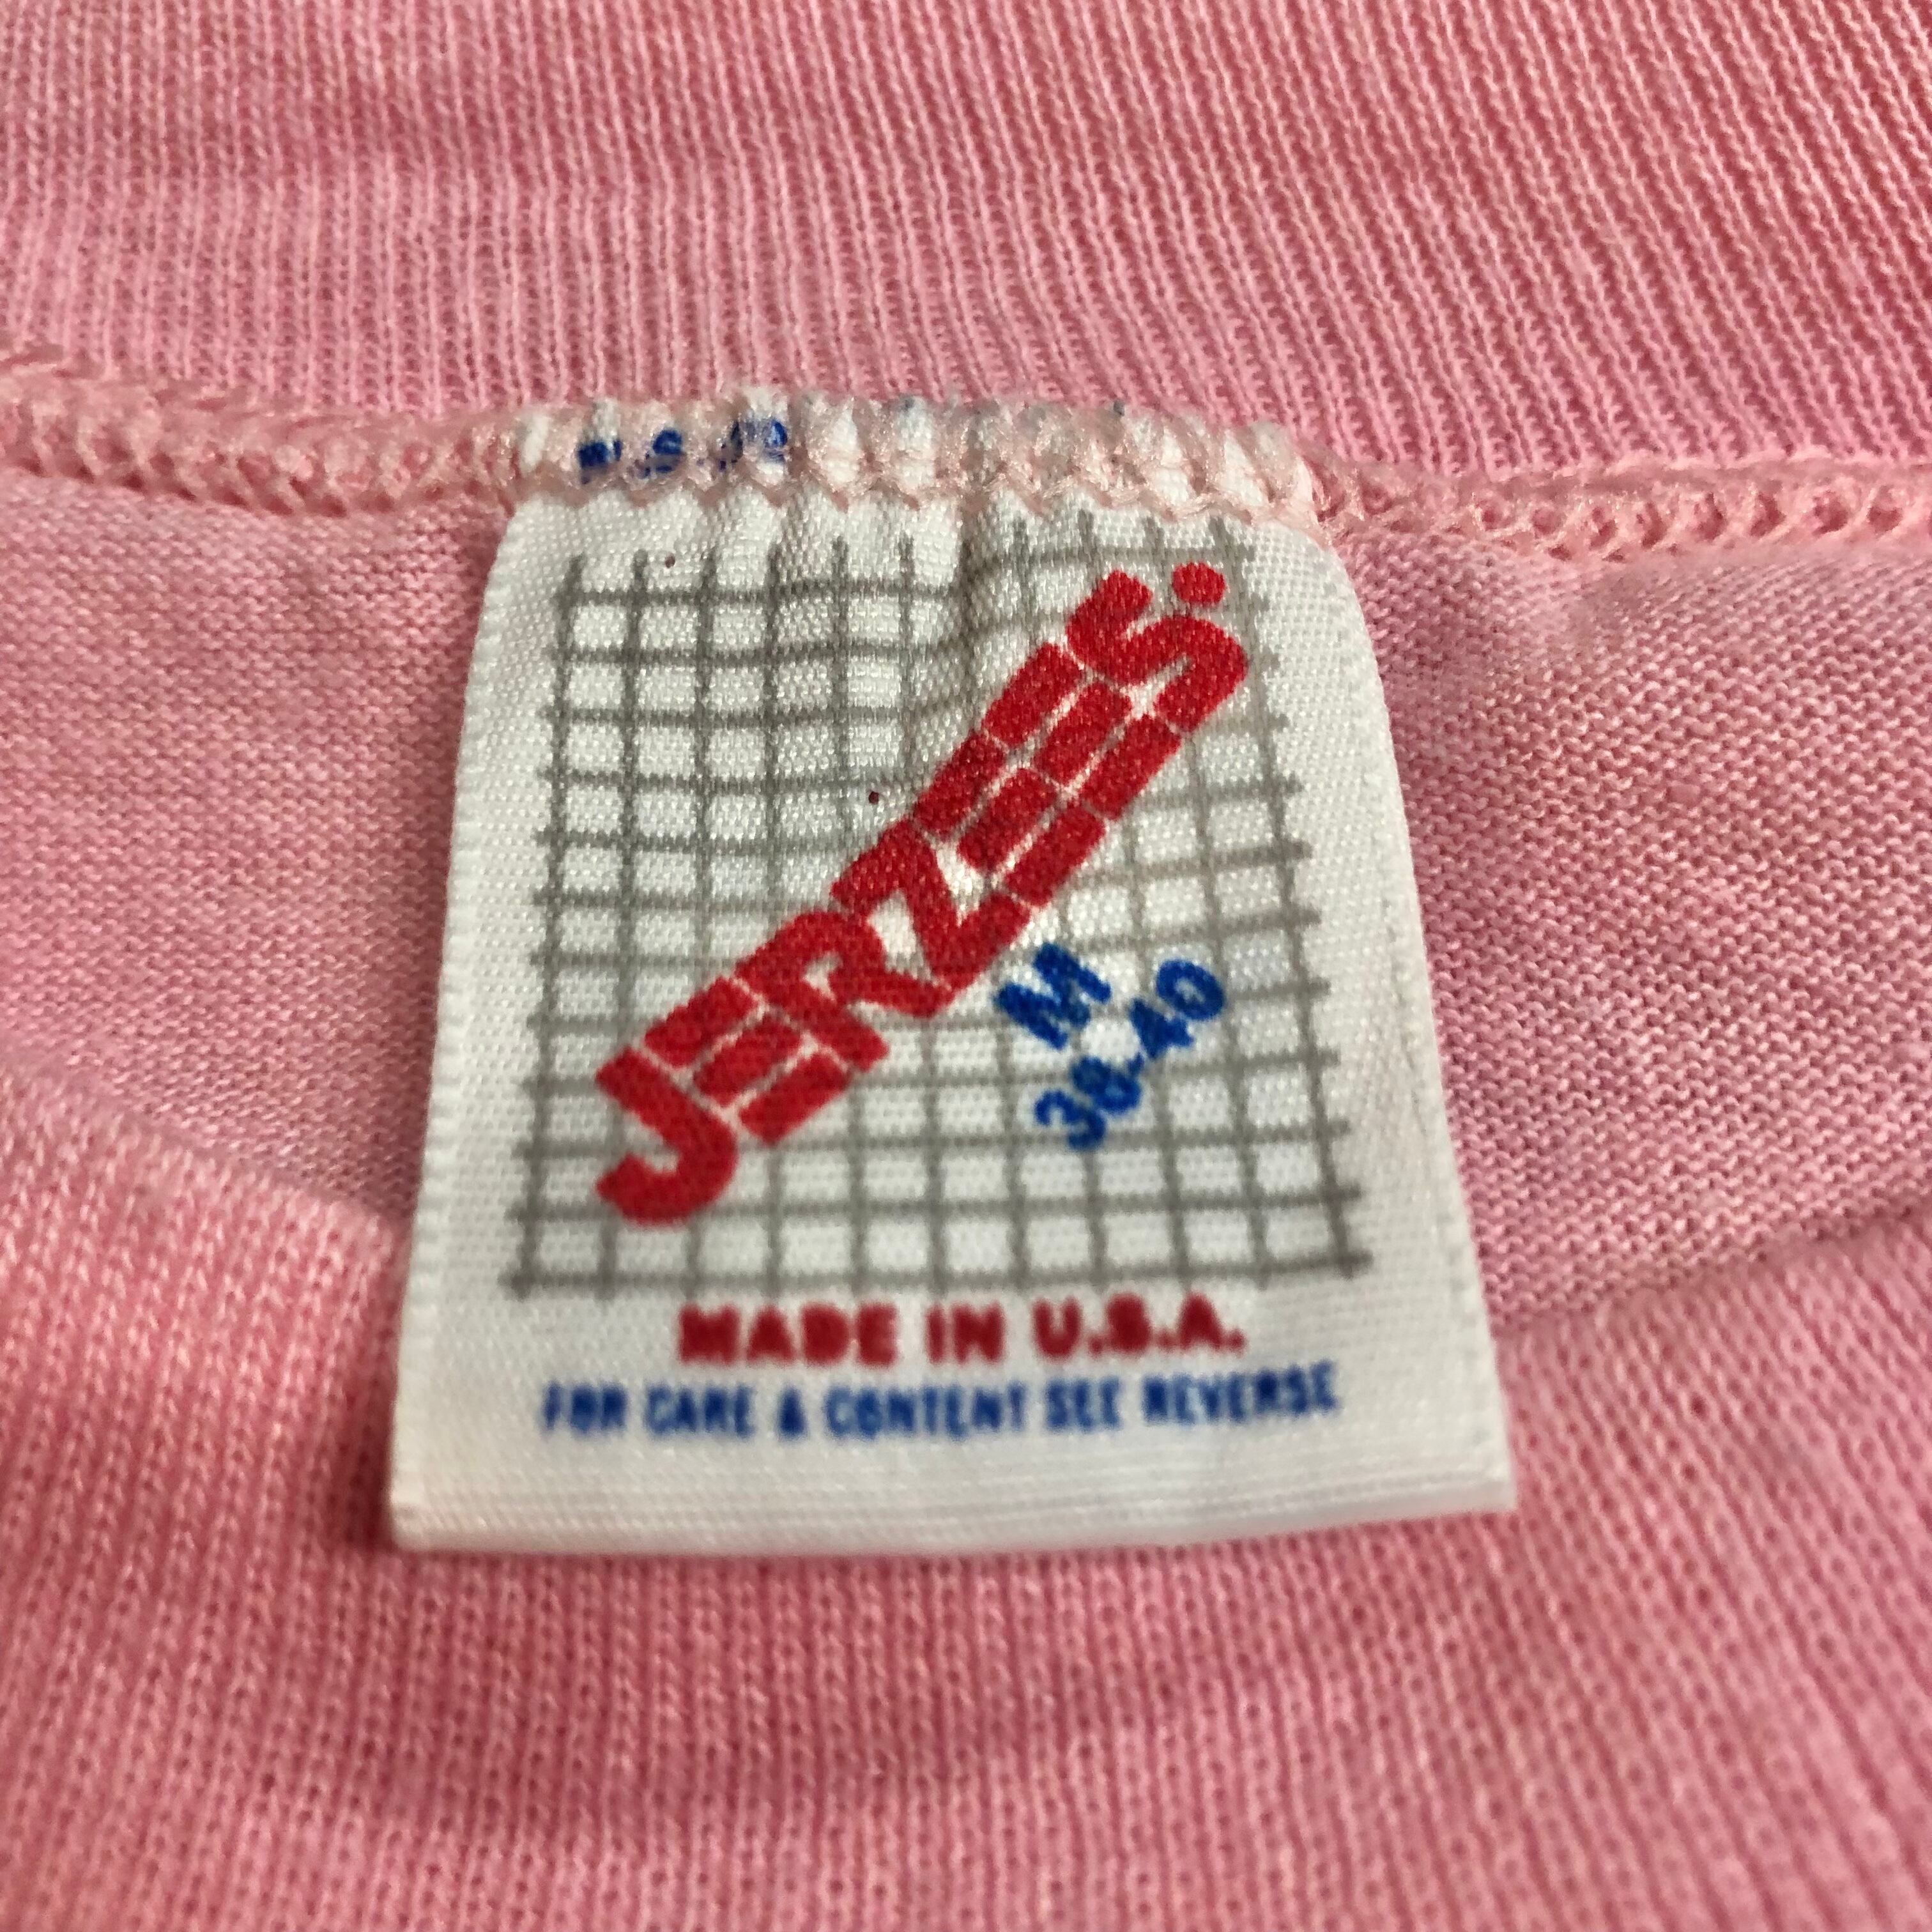 JERZEES.
M
38-40
MADE IN U.S.A.
FOR CARE & CONTENT SEE REVERSE